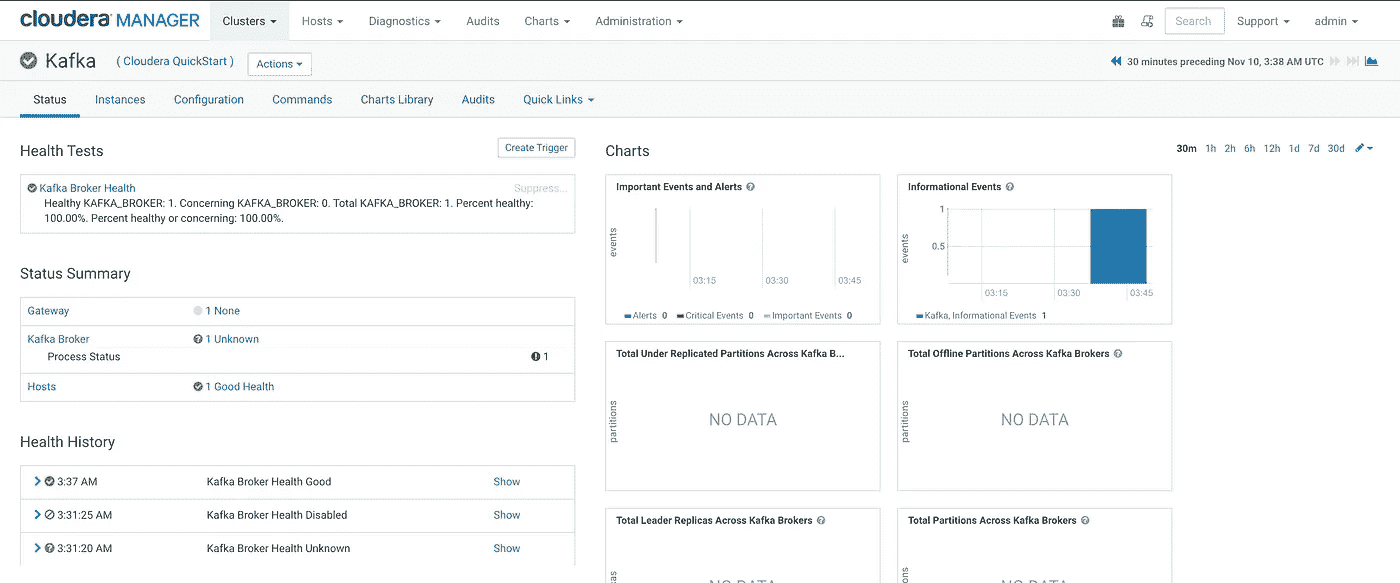 cloudera MANAGER Clusters Hosts Diagnostics Audits Charts Administration Search Support admin
Kafka ( Cloudera QuickStart ) Actions 30 minutes preceding Nov 10, 3:38 AM UTC
Status Instances Configuration Commands Charts Library Audits Quick Links
Health Tests Create Trigger
Kafka Broker Health Suppress...
Healthy KAFKA_BROKER: 1. Concerning KAFKA_BROKER: 0. Total KAFKA_BROKER: 1. Percent healthy:
100.00%. Percent healthy or concerning: 100.00%.
Status Summary
Gateway 1 None
Kafka Broker 1 Unknown
Process Status 1
Hosts 1 Good Health
Health History
3:37 AM Kafka Broker Health Good Show
3:31:25 AM Kafka Broker Health Disabled Show
3:31:20 AM Kafka Broker Health Unknown Show
Charts 30m 1h 2h 6h 12h 1d 7d 30d
Important Events and Alerts
events
03:15 03:30 03:45
Alerts 0 Critical Events 0 Important Events 0
Informational Events
events
1
0.5
03:15 03:30 03:45
Kafka, Informational Events 1
Total Under Replicated Partitions Across Kafka B...
partitions
NO DATA
Total Offline Partitions Across Kafka Brokers
partitions
NO DATA
Total Leader Replicas Across Kafka Brokers
NO DATA
Total Partitions Across Kafka Brokers
NO DATA